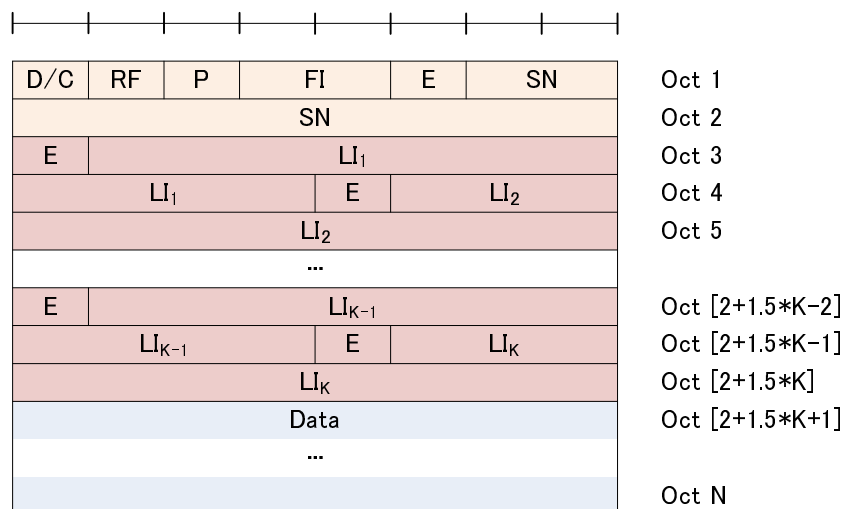 D/C RF P FI E SN Oct 1
SN Oct 2
E LI₁ Oct 3
LI₁ E LI₂ Oct 4
LI₂ Oct 5
...
E LIK-1 Oct [2+1.5*K-2]
LIK-1 E LIK Oct [2+1.5*K-1]
LIK Oct [2+1.5*K]
Data Oct [2+1.5*K+1]
...
Oct N